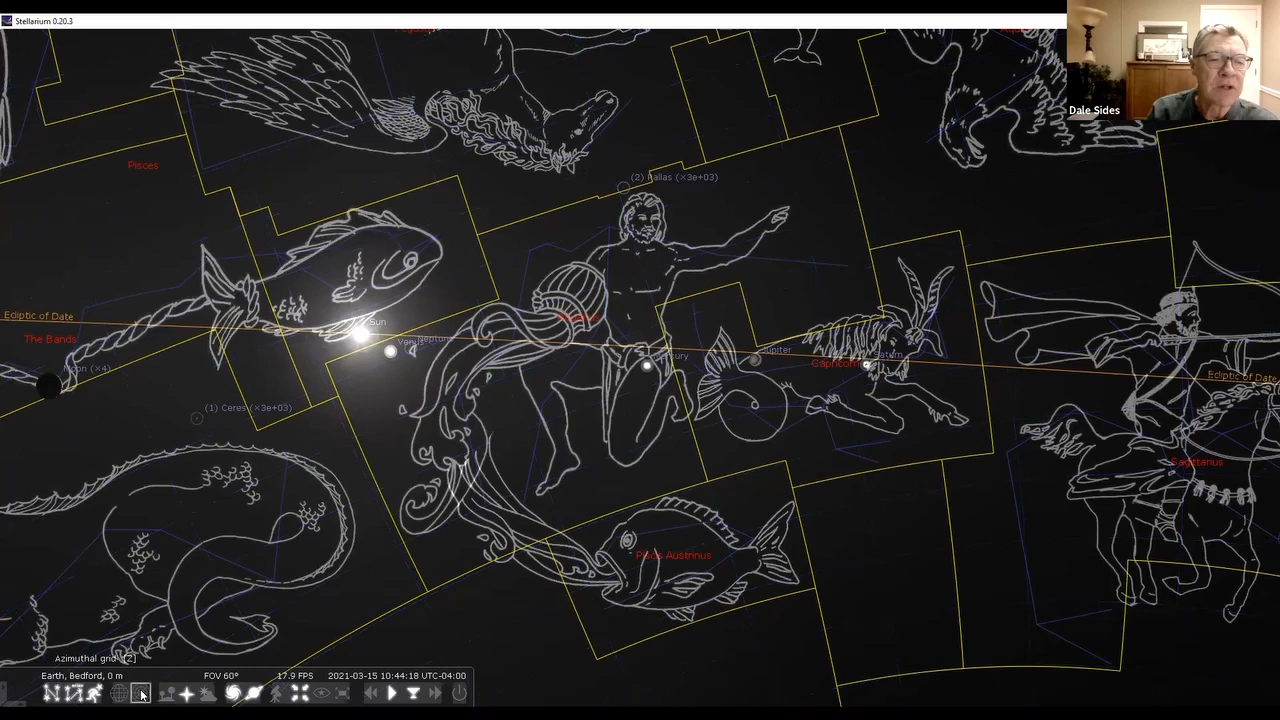 Stellarium 0.20.3
Dale Sides
Pisces
(2) Pallas (×3e+03)
Ecliptic of Date
The Bands
Sun
Venus
Neptune
Moon (×4)
Mercury
Jupiter
Capricornus
Saturn
Ecliptic of Date
(1) Ceres (×3e+03)
Sagittarius
Piscis Austrinus
Azimuthal grid [Z]
Earth, Bedford, 0 m FOV 60° 17.9 FPS 2021-03-15 10:44:18 UTC-04:00